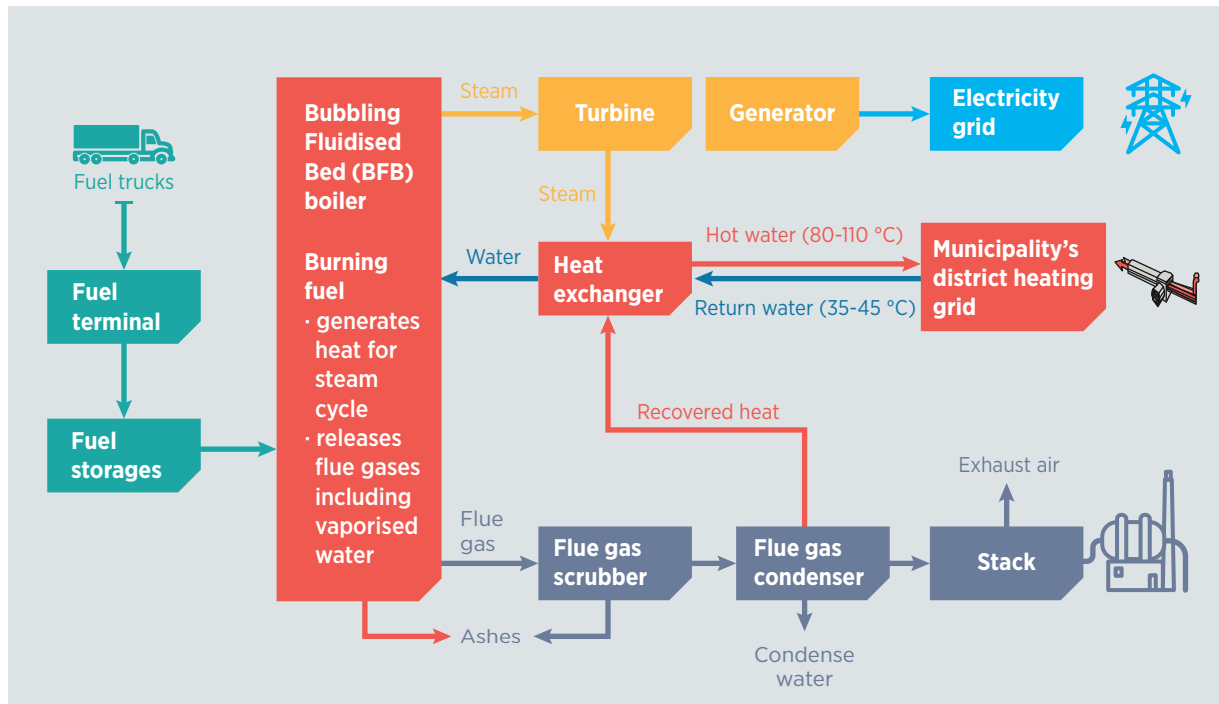 Fuel trucks
Fuel
terminal
Fuel
storages
Bubbling
Fluidised
Bed (BFB)
boiler
Burning
fuel
· generates
heat for
steam
cycle
· releases
flue gases
including
vaporised
water
Steam
Turbine
Generator
Electricity
grid
Steam
Water
Heat
exchanger
Hot water (80-110 °C)
Return water (35-45 °C)
Municipality's
district heating
grid
Recovered heat
Flue
gas
Flue gas
scrubber
Flue gas
condenser
Exhaust air
Stack
Ashes
Condense
water